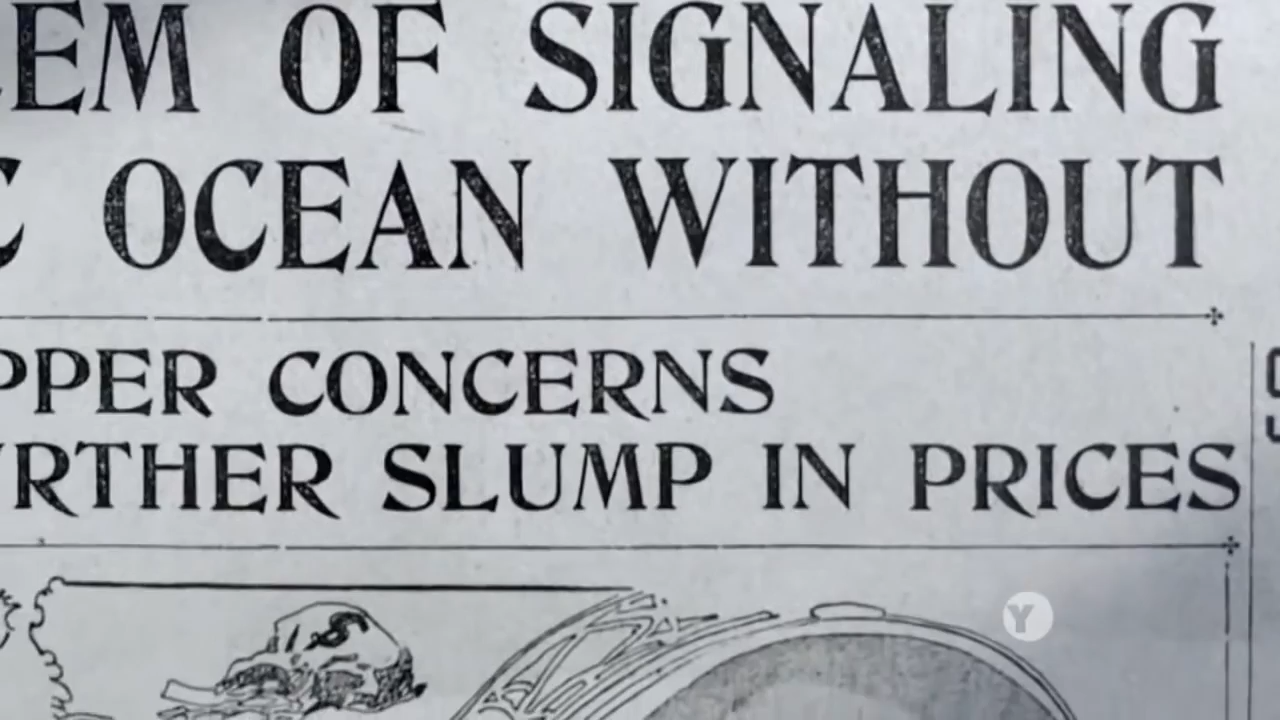 EM OF SIGNALING
C OCEAN WITHOUT
PPER CONCERNS
RTHER SLUMP IN PRICES
Y